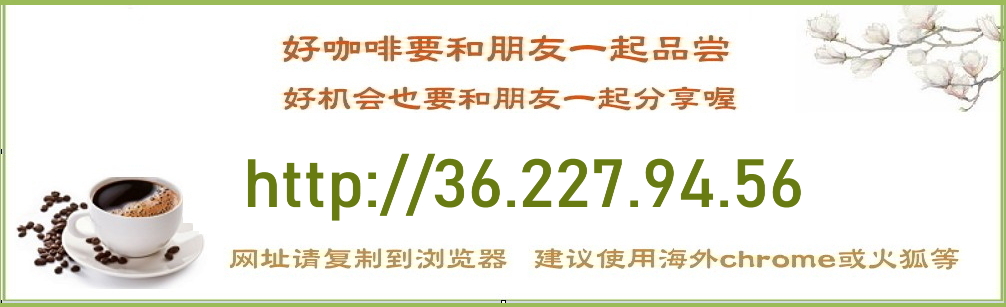 好咖啡要和朋友一起品尝
好机会也要和朋友一起分享喔
http://36.227.94.56
网址请复制到浏览器 建议使用海外chrome或火狐等